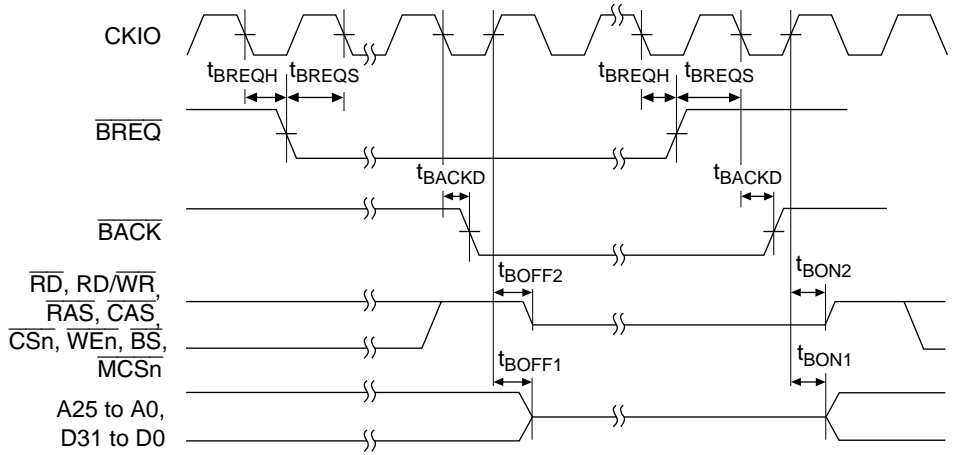 CKIO
tBREQH tBREQS tBREQH tBREQS
BREQ
tBACKD tBACKD
BACK
RD, RD/WR,
RAS, CAS,
CSn, WEn, BS,
MCSn
tBOFF2 tBON2
tBOFF1 tBON1
A25 to A0,
D31 to D0